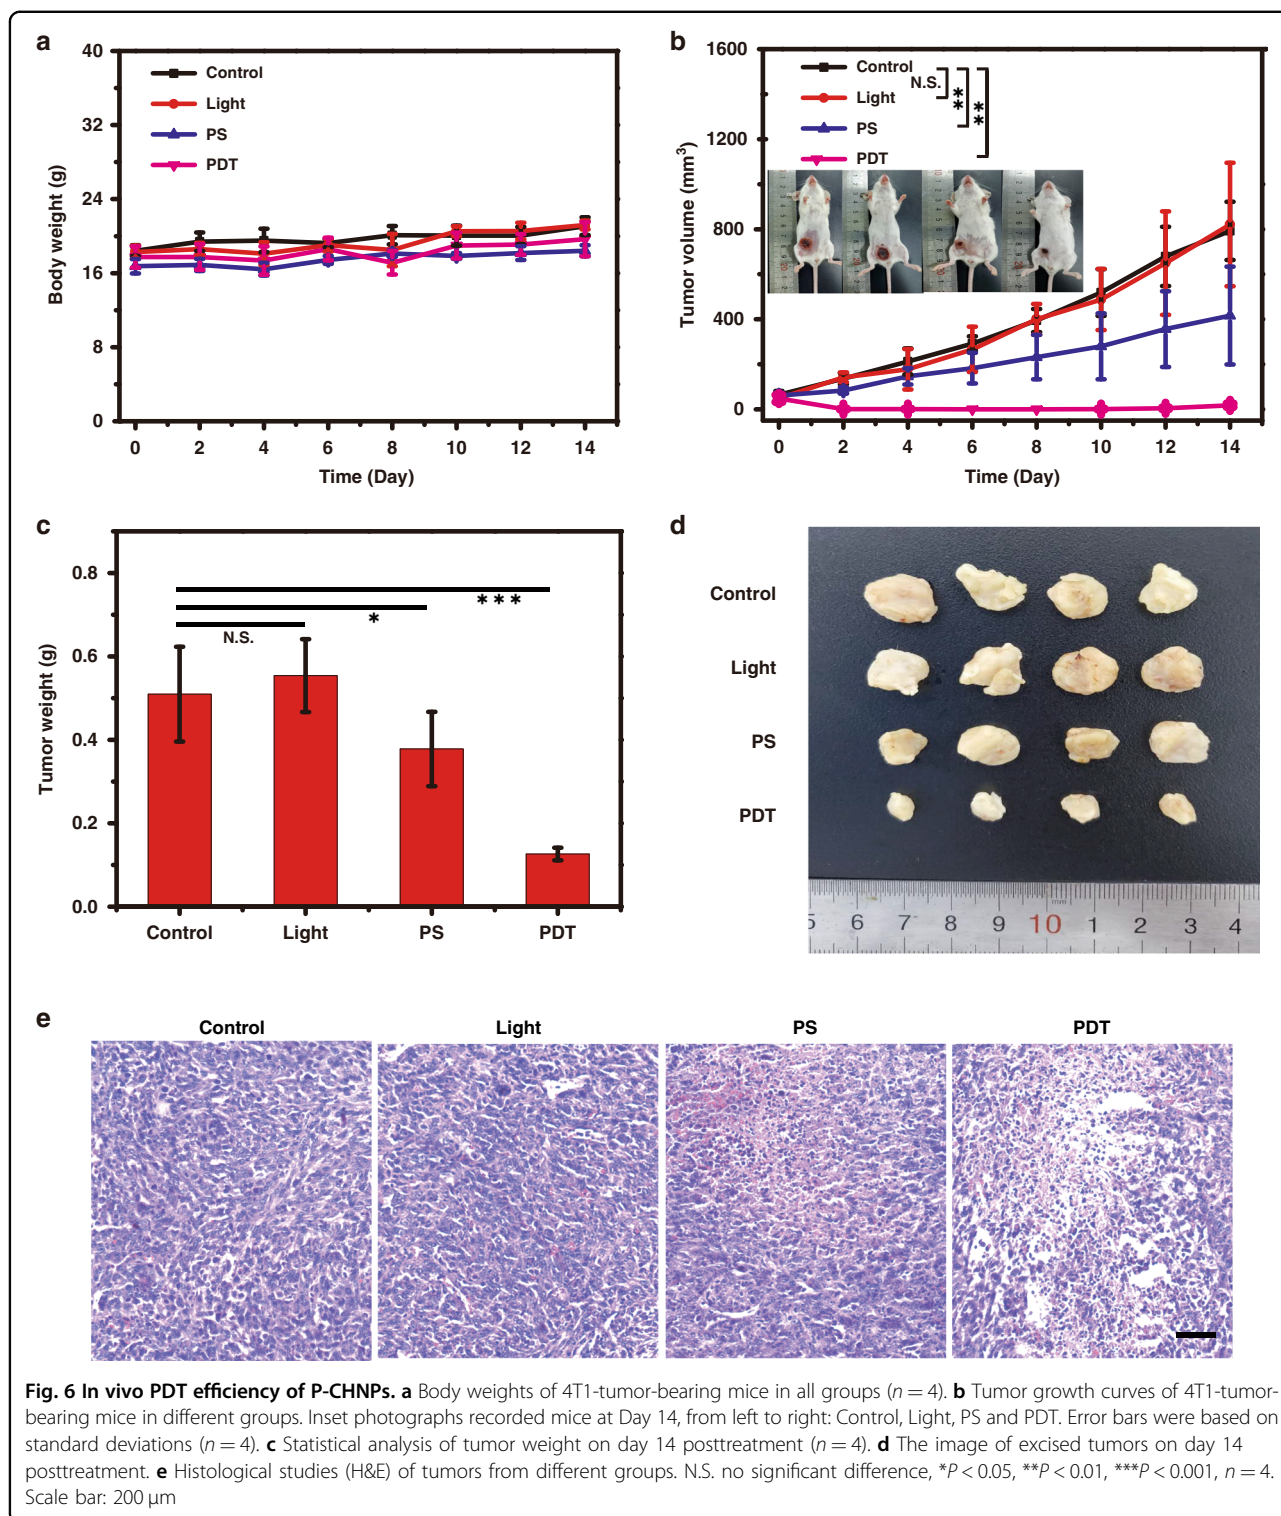 a
40
32
24
16
8
0
Body weight (g)
Control
Light
PS
PDT
0 2 4 6 8 10 12 14
Time (Day)
b
1600
1200
800
400
0
Tumor volume (mm³)
Control
Light
PS
PDT
N.S.
**
**
0 2 4 6 8 10 12 14
Time (Day)
c
0.8
0.6
0.4
0.2
0.0
Tumor weight (g)
***
*
N.S.
Control Light PS PDT
d
Control
Light
PS
PDT
5 6 7 8 9 10 1 2 3 4
mm
e
Control Light PS PDT
Fig. 6 In vivo PDT efficiency of P-CHNPs. a Body weights of 4T1-tumor-bearing mice in all groups (n = 4). b Tumor growth curves of 4T1-tumor-
bearing mice in different groups. Inset photographs recorded mice at Day 14, from left to right: Control, Light, PS and PDT. Error bars were based on
standard deviations (n = 4). c Statistical analysis of tumor weight on day 14 posttreatment (n = 4). d The image of excised tumors on day 14
posttreatment. e Histological studies (H&E) of tumors from different groups. N.S. no significant difference, *P < 0.05, **P < 0.01, ***P < 0.001, n = 4.
Scale bar: 200 μm